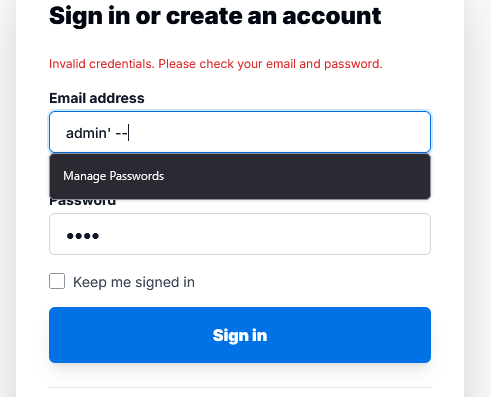 Sign in or create an account
Invalid credentials. Please check your email and password.
Email address
admin' --
Manage Passwords
Password
••••
Keep me signed in
Sign in